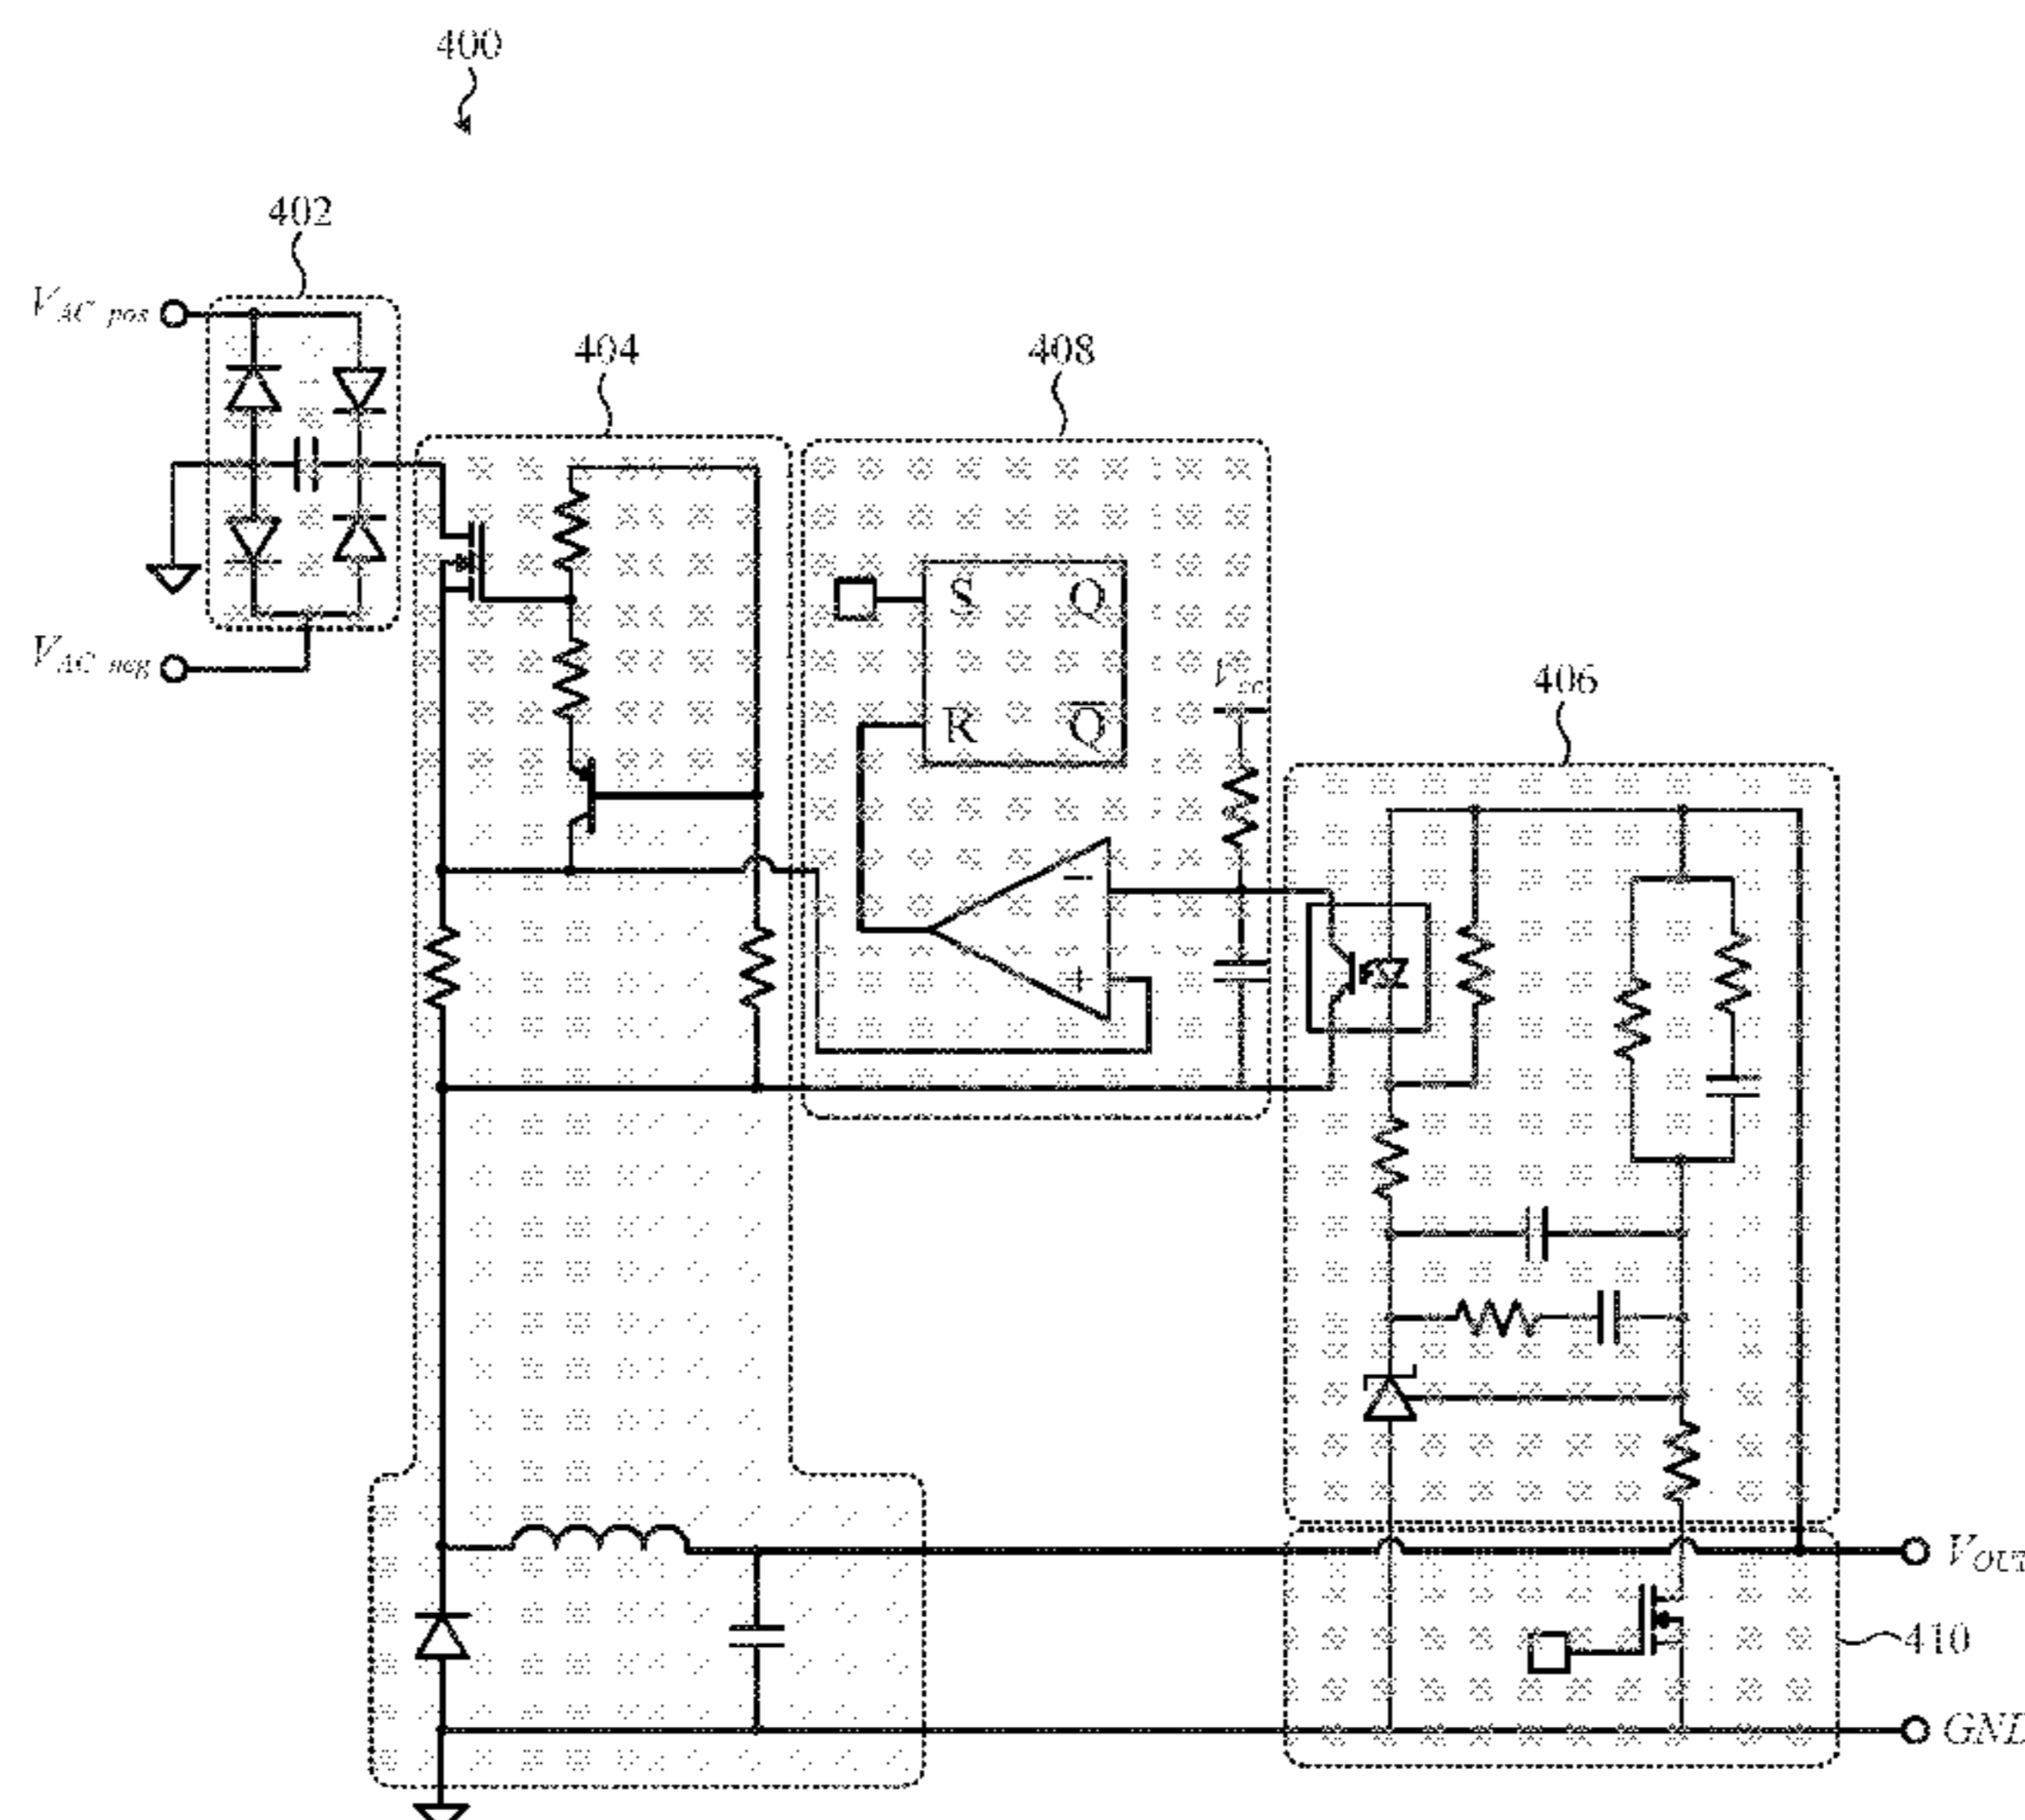 400
402
V_AC pos
404
408
S Q
V_AC neg
V_cc
406
R Q̅
−
+
V_OUT
410
GND